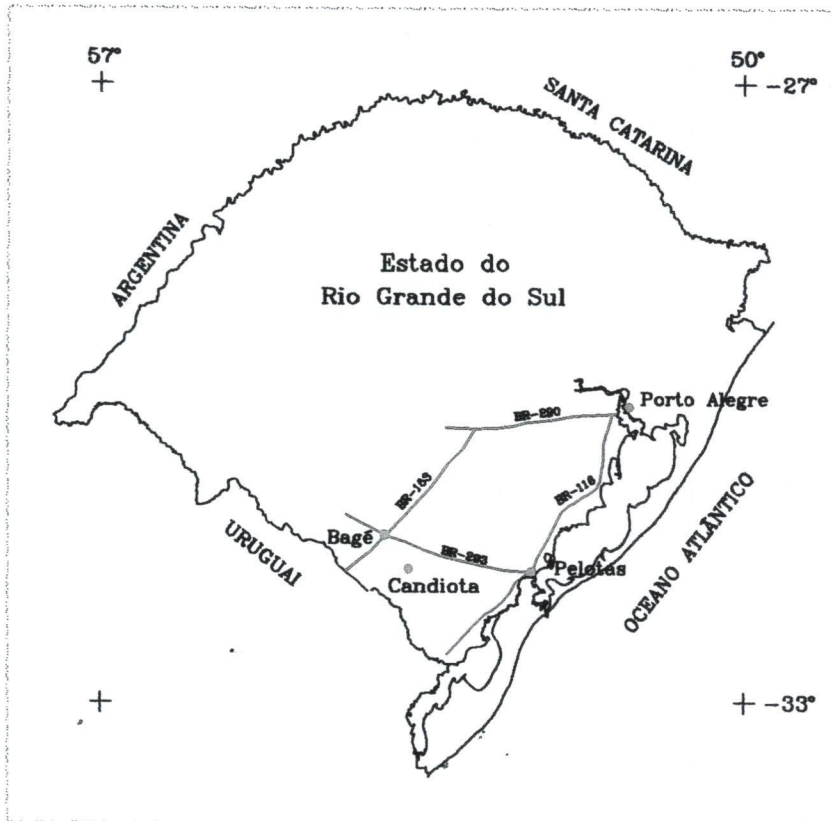 57°
50°
-27°
SANTA CATARINA
ARGENTINA
Estado do
Rio Grande do Sul
Porto Alegre
BR-290
BR-153
BR-116
Bagé
BR-293
Pelotas
Candiota
URUGUAI
OCEANO ATLÂNTICO
-33°